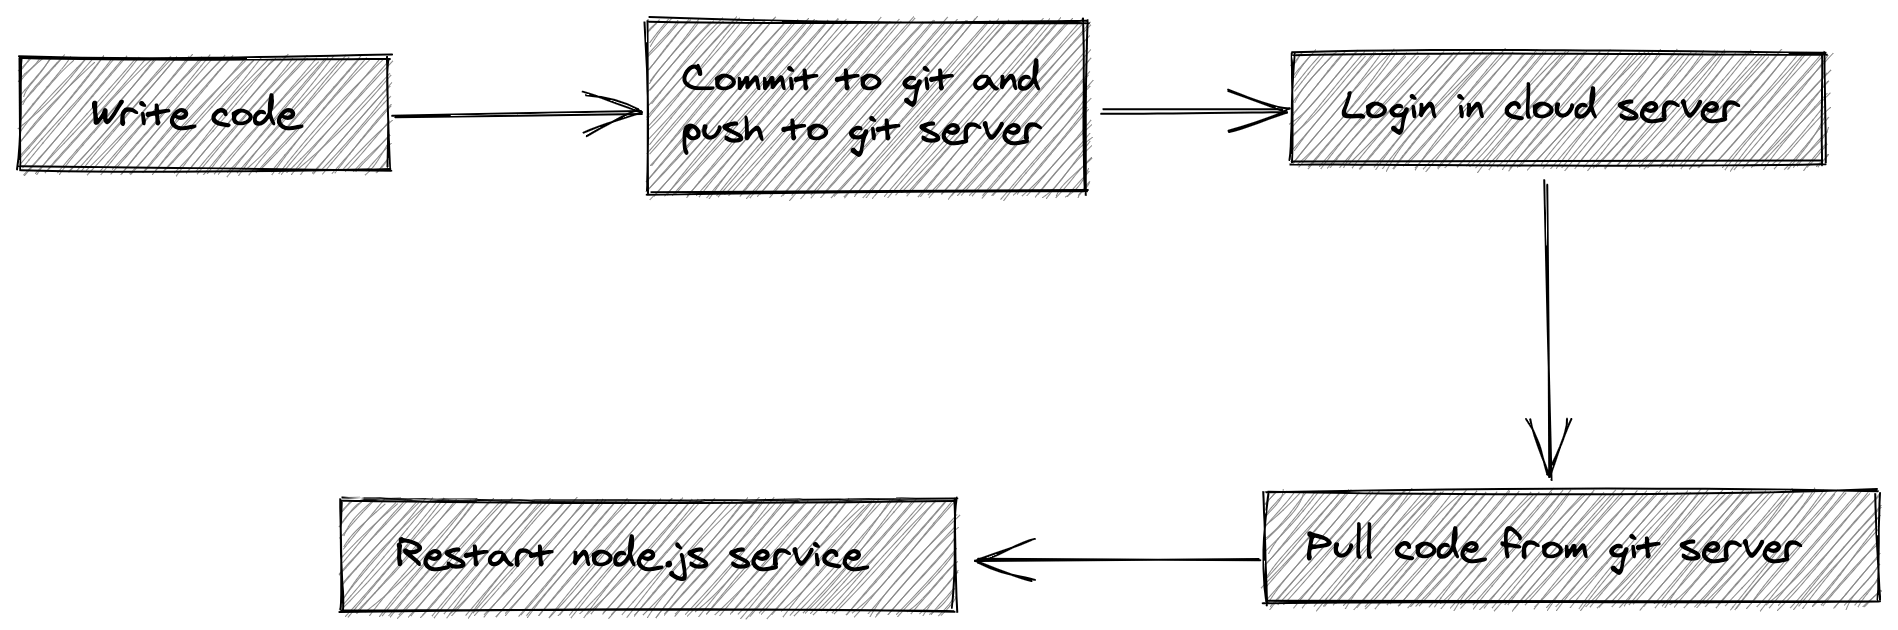 Write code
Commit to git and
push to git server
Login in cloud server
Pull code from git server
Restart node.js service